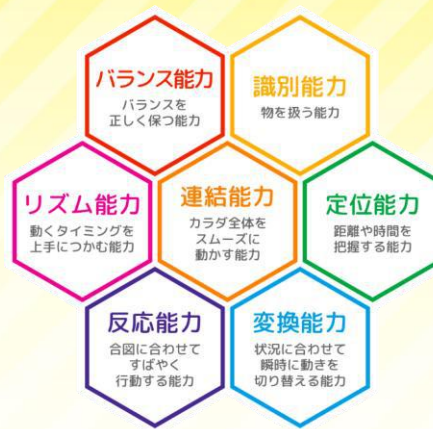 バランス能力
バランスを
正しく保つ能力
識別能力
物を扱う能力
リズム能力
動くタイミングを
上手につかむ能力
連結能力
カラダ全体を
スムーズに
動かす能力
定位能力
距離や時間を
把握する能力
反応能力
合図に合わせて
すばやく
行動する能力
変換能力
状況に合わせて
瞬時に動きを
切り替える能力